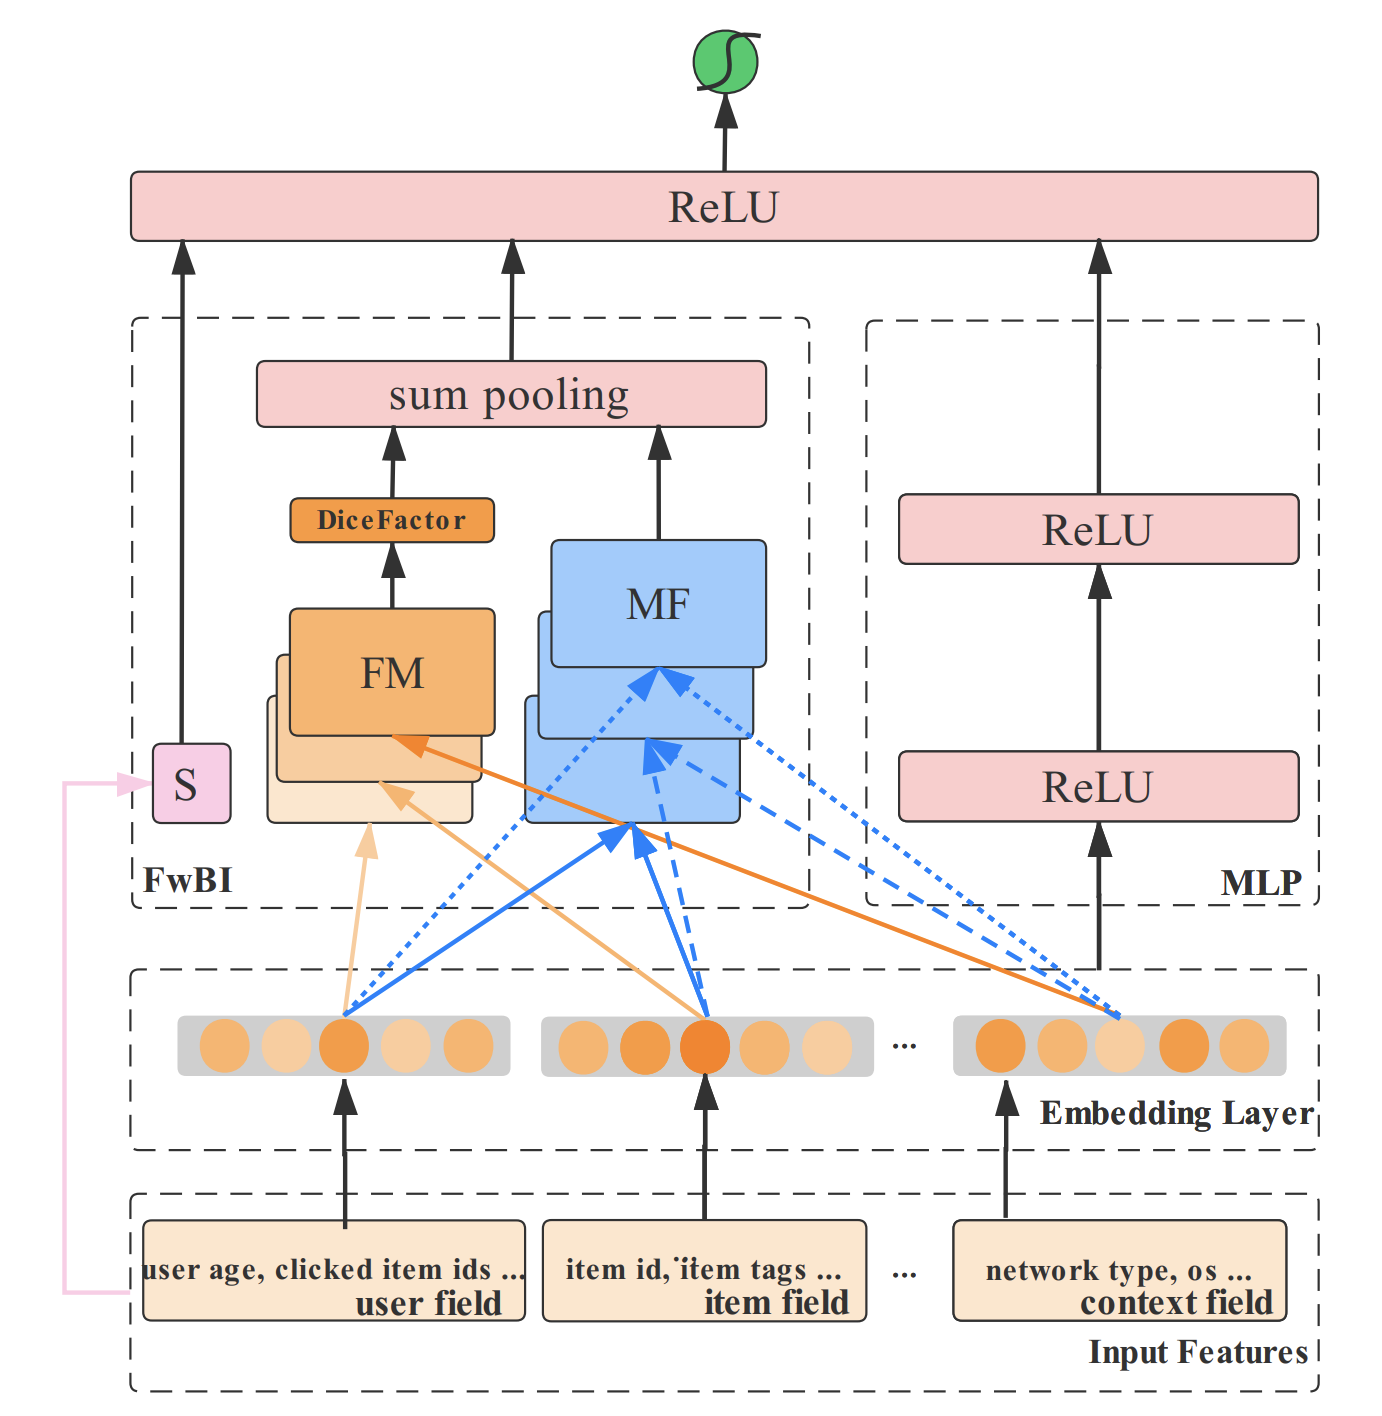 ReLU
sum pooling
DiceFactor
MF
FM
ReLU
ReLU
S
FwBI
MLP
...
Embedding Layer
user age, clicked item ids ...
user field
item id, item tags ...
item field
...
network type, os ...
context field
Input Features